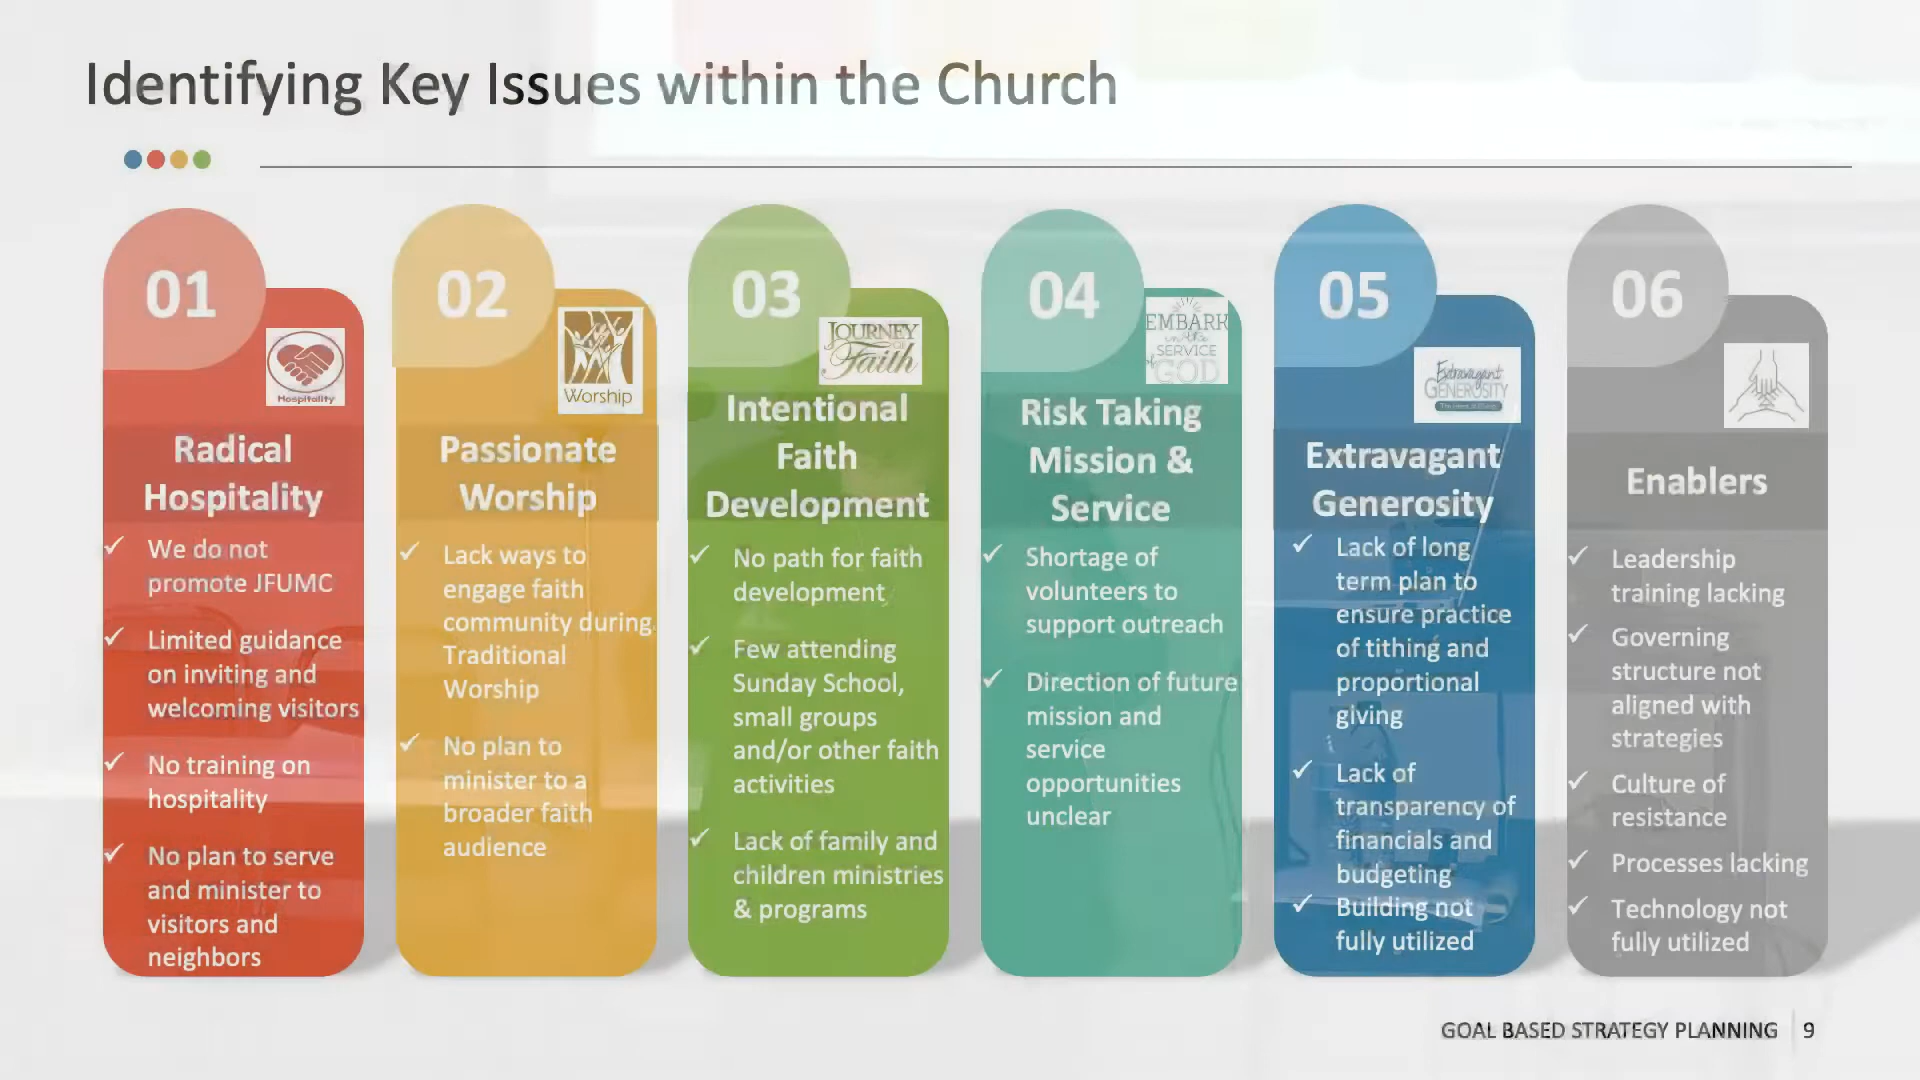 Identifying Key Issues within the Church
01
Hospitality
Radical
Hospitality
✓ We do not
promote JFUMC
✓ Limited guidance
on inviting and
welcoming visitors
✓ No training on
hospitality
✓ No plan to serve
and minister to
visitors and
neighbors
02
Worship
Passionate
Worship
✓ Lack ways to
engage faith
community during
Traditional
Worship
✓ No plan to
minister to a
broader faith
audience
03
JOURNEY
OF
Faith
Intentional
Faith
Development
✓ No path for faith
development
✓ Few attending
Sunday School,
small groups
and/or other faith
activities
✓ Lack of family and
children ministries
& programs
04
EMBARK
in the
SERVICE
of GOD
Risk Taking
Mission &
Service
✓ Shortage of
volunteers to
support outreach
✓ Direction of future
mission and
service
opportunities
unclear
05
Extravagant
GENEROSITY
Extravagant
Generosity
✓ Lack of long
term plan to
ensure practice
of tithing and
proportional
giving
✓ Lack of
transparency of
financials and
budgeting
✓ Building not
fully utilized
06
Enablers
✓ Leadership
training lacking
✓ Governing
structure not
aligned with
strategies
✓ Culture of
resistance
✓ Processes lacking
✓ Technology not
fully utilized
GOAL BASED STRATEGY PLANNING 9